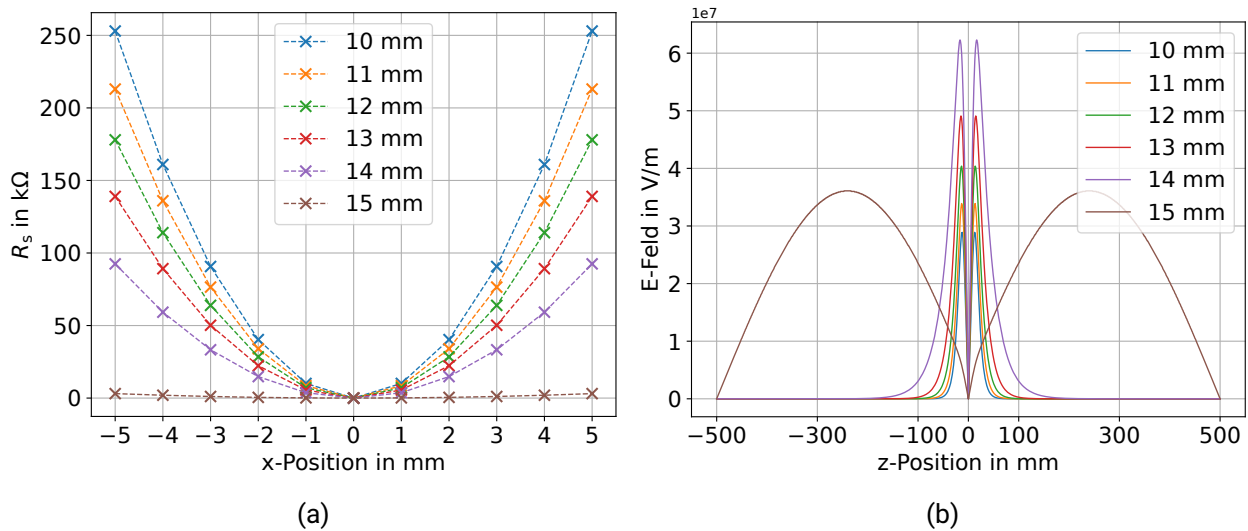 250
200
150
100
50
0
R_s in kΩ
10 mm
11 mm
12 mm
13 mm
14 mm
15 mm
−5 −4 −3 −2 −1 0 1 2 3 4 5
x-Position in mm
(a)
1e7
6
5
4
3
2
1
0
E-Feld in V/m
10 mm
11 mm
12 mm
13 mm
14 mm
15 mm
−500 −300 −100 0 100 300 500
z-Position in mm
(b)